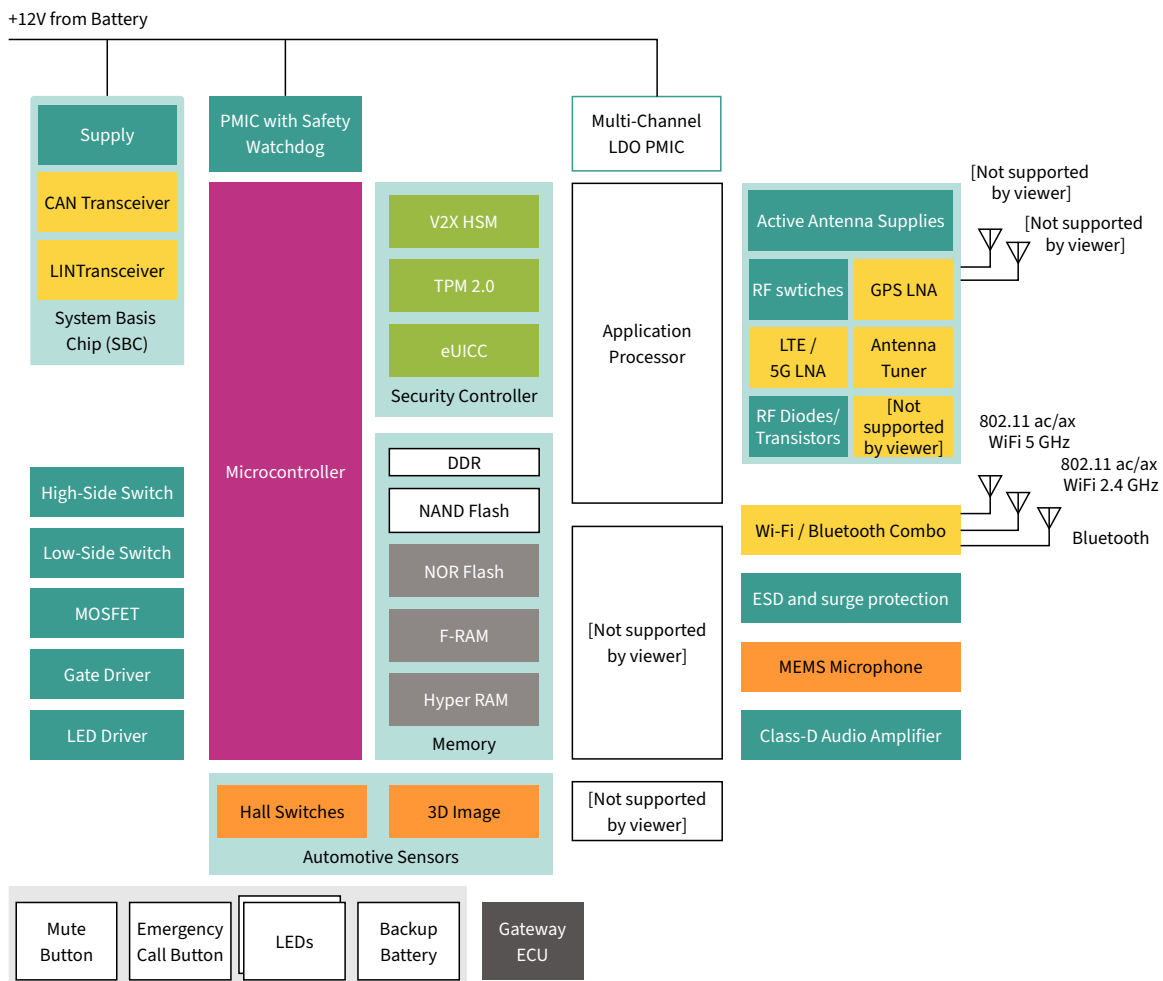 +12V from Battery
Supply
CAN Transceiver
LINTransceiver
System Basis
Chip (SBC)
PMIC with Safety
Watchdog
Multi-Channel
LDO PMIC
Microcontroller
V2X HSM
TPM 2.0
eUICC
Security Controller
DDR
NAND Flash
NOR Flash
F-RAM
Hyper RAM
Memory
Application
Processor
[Not supported
by viewer]
[Not supported
by viewer]
Active Antenna Supplies
RF swtiches
GPS LNA
LTE /
5G LNA
Antenna
Tuner
RF Diodes/
Transistors
[Not
supported
by viewer]
[Not supported
by viewer]
[Not supported
by viewer]
802.11 ac/ax
WiFi 5 GHz
802.11 ac/ax
WiFi 2.4 GHz
Bluetooth
Wi-Fi / Bluetooth Combo
ESD and surge protection
MEMS Microphone
Class-D Audio Amplifier
High-Side Switch
Low-Side Switch
MOSFET
Gate Driver
LED Driver
Hall Switches
3D Image
Automotive Sensors
Mute
Button
Emergency
Call Button
LEDs
Backup
Battery
Gateway
ECU